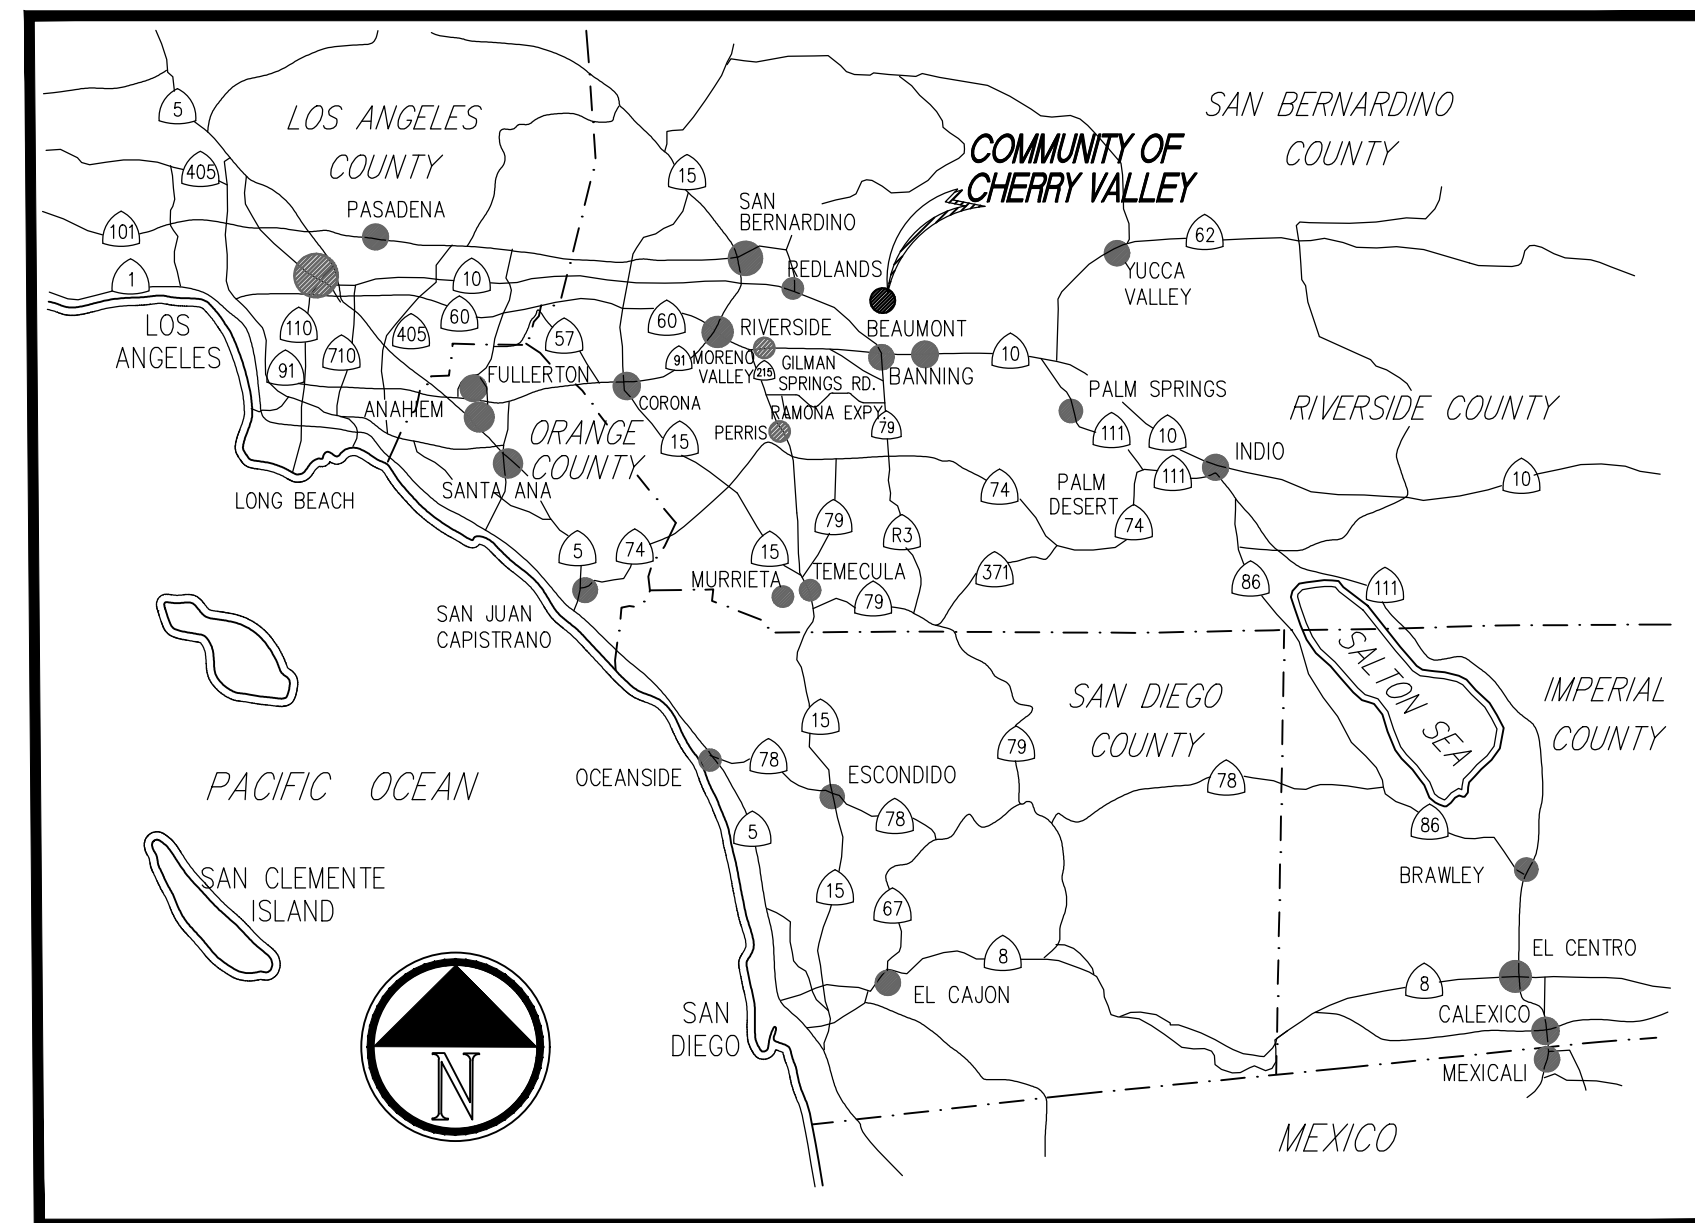 5
LOS ANGELES
COUNTY
SAN BERNARDINO
COUNTY
COMMUNITY OF
CHERRY VALLEY
405
15
PASADENA
SAN
BERNARDINO
101
62
1
10
REDLANDS
YUCCA
VALLEY
LOS
ANGELES
110
60
405
57
60
RIVERSIDE
BEAUMONT
710
91
91
MORENO
VALLEY
215
GILMAN
SPRINGS RD.
BANNING
10
FULLERTON
PALM SPRINGS
ANAHIEM
CORONA
RAMONA EXPY.
RIVERSIDE COUNTY
ORANGE
COUNTY
PERRIS
79
15
111
10
INDIO
LONG BEACH
SANTA ANA
74
PALM
DESERT
111
10
79
74
5
74
15
R3
MURRIETA
TEMECULA
371
86
111
79
SAN JUAN
CAPISTRANO
SALTON SEA
SAN DIEGO
COUNTY
IMPERIAL
COUNTY
15
79
PACIFIC OCEAN
OCEANSIDE
78
ESCONDIDO
78
78
86
5
SAN CLEMENTE
ISLAND
15
67
BRAWLEY
8
EL CENTRO
EL CAJON
8
SAN
DIEGO
CALEXICO
N
MEXICALI
MEXICO